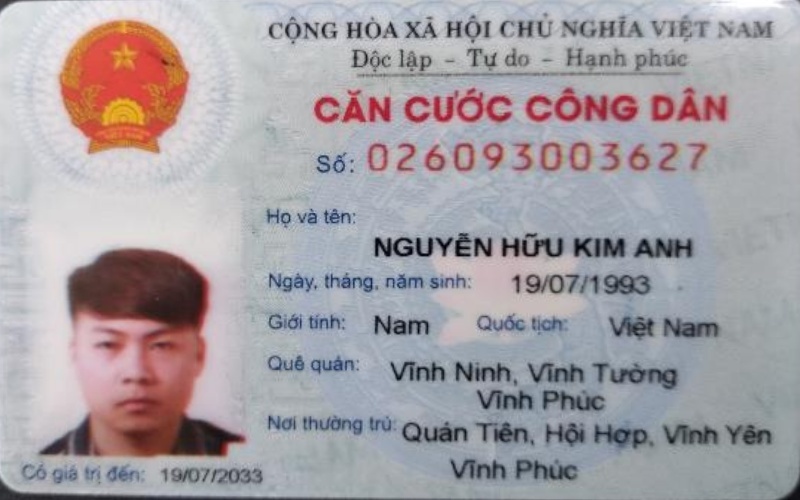 CỘNG HÒA XÃ HỘI CHỦ NGHĨA VIỆT NAM
Độc lập - Tự do - Hạnh phúc
CĂN CƯỚC CÔNG DÂN
Số: 026093003627
Họ và tên:
NGUYỄN HỮU KIM ANH
Ngày, tháng, năm sinh: 19/07/1993
Giới tính: Nam Quốc tịch: Việt Nam
Quê quán: Vĩnh Ninh, Vĩnh Tường
Vĩnh Phúc
Nơi thường trú: Quán Tiên, Hội Hợp, Vĩnh Yên
Vĩnh Phúc
Có giá trị đến: 19/07/2033